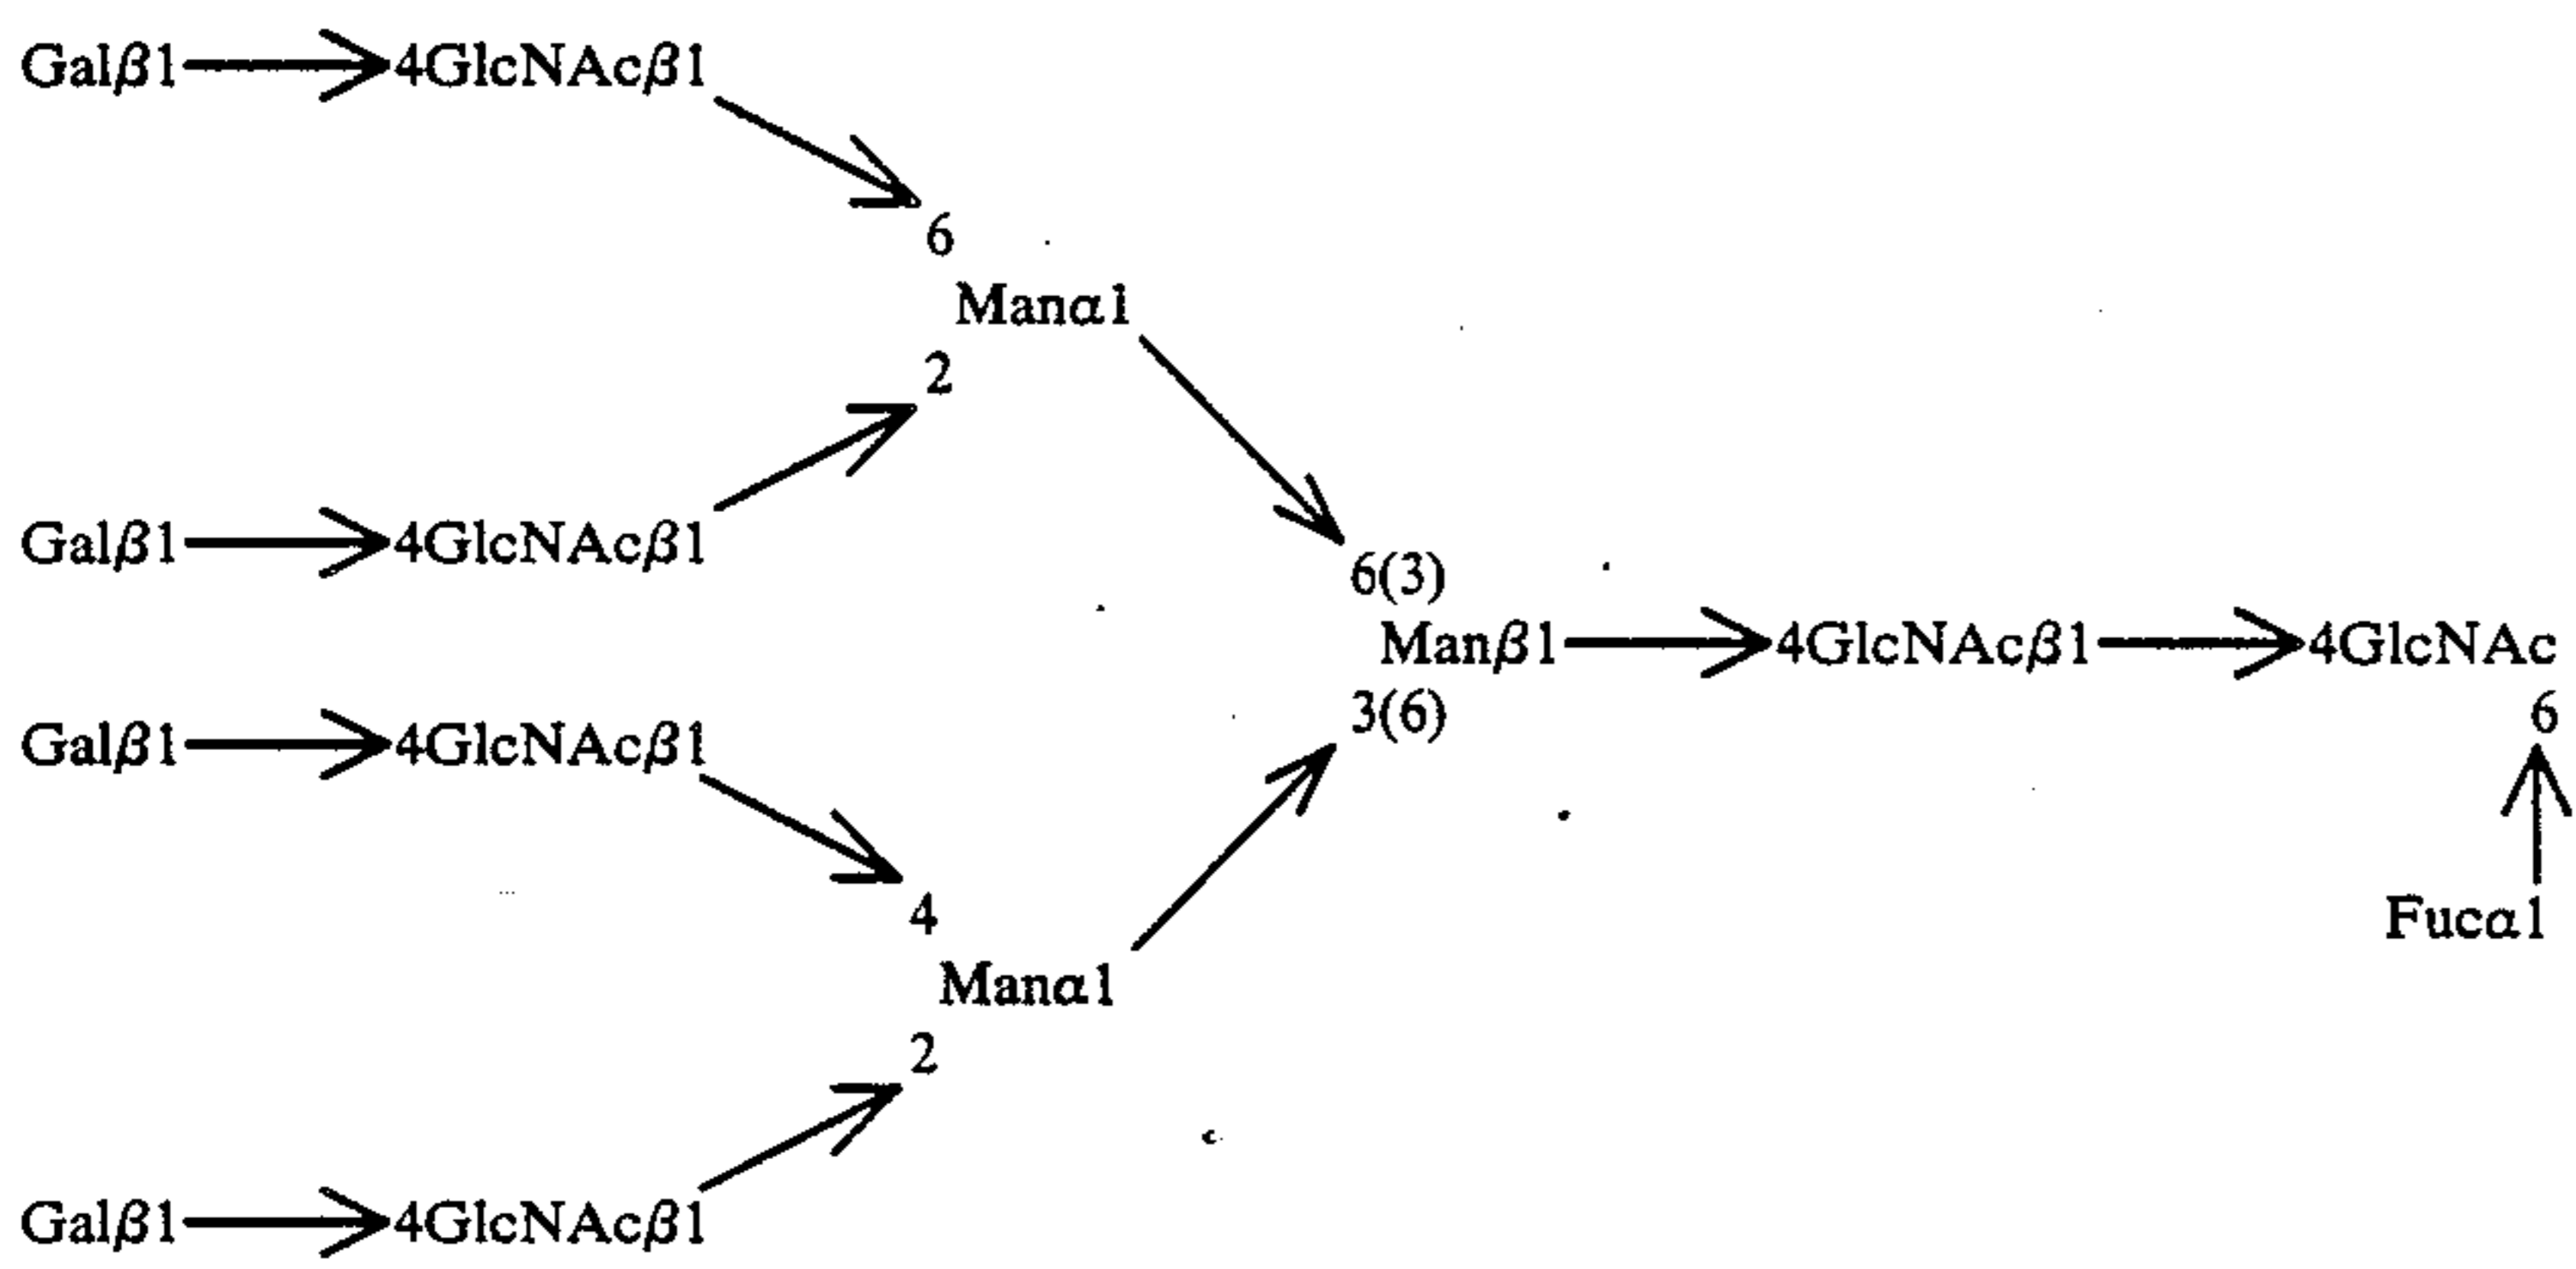 Galβ1 4GlcNAcβ1
6
Manα1
2
Galβ1 4GlcNAcβ1
6(3)
Manβ1 4GlcNAcβ1 4GlcNAc
3(6) 6
Galβ1 4GlcNAcβ1
4
Fucα1
Manα1
2
Galβ1 4GlcNAcβ1